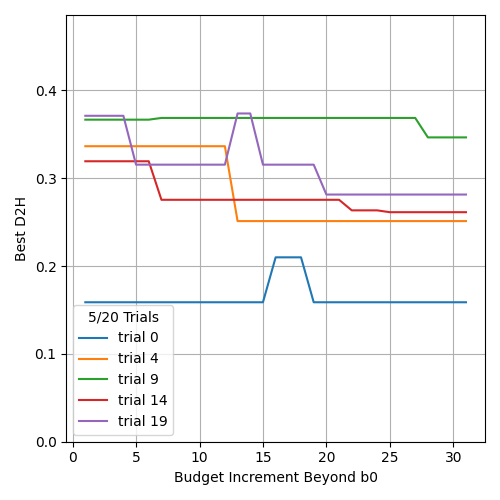 0.4
0.3
0.2
0.1
0.0
Best D2H
5/20 Trials
trial 0
trial 4
trial 9
trial 14
trial 19
0 5 10 15 20 25 30
Budget Increment Beyond b0